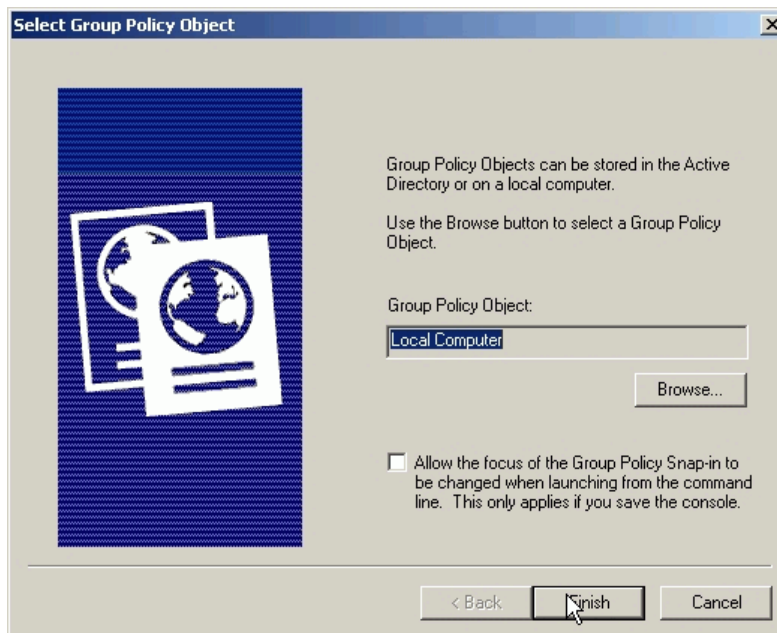 Select Group Policy Object
Group Policy Objects can be stored in the Active
Directory or on a local computer.
Use the Browse button to select a Group Policy
Object.
Group Policy Object:
Local Computer
Browse...
Allow the focus of the Group Policy Snap-in to
be changed when launching from the command
line. This only applies if you save the console.
< Back
Finish
Cancel